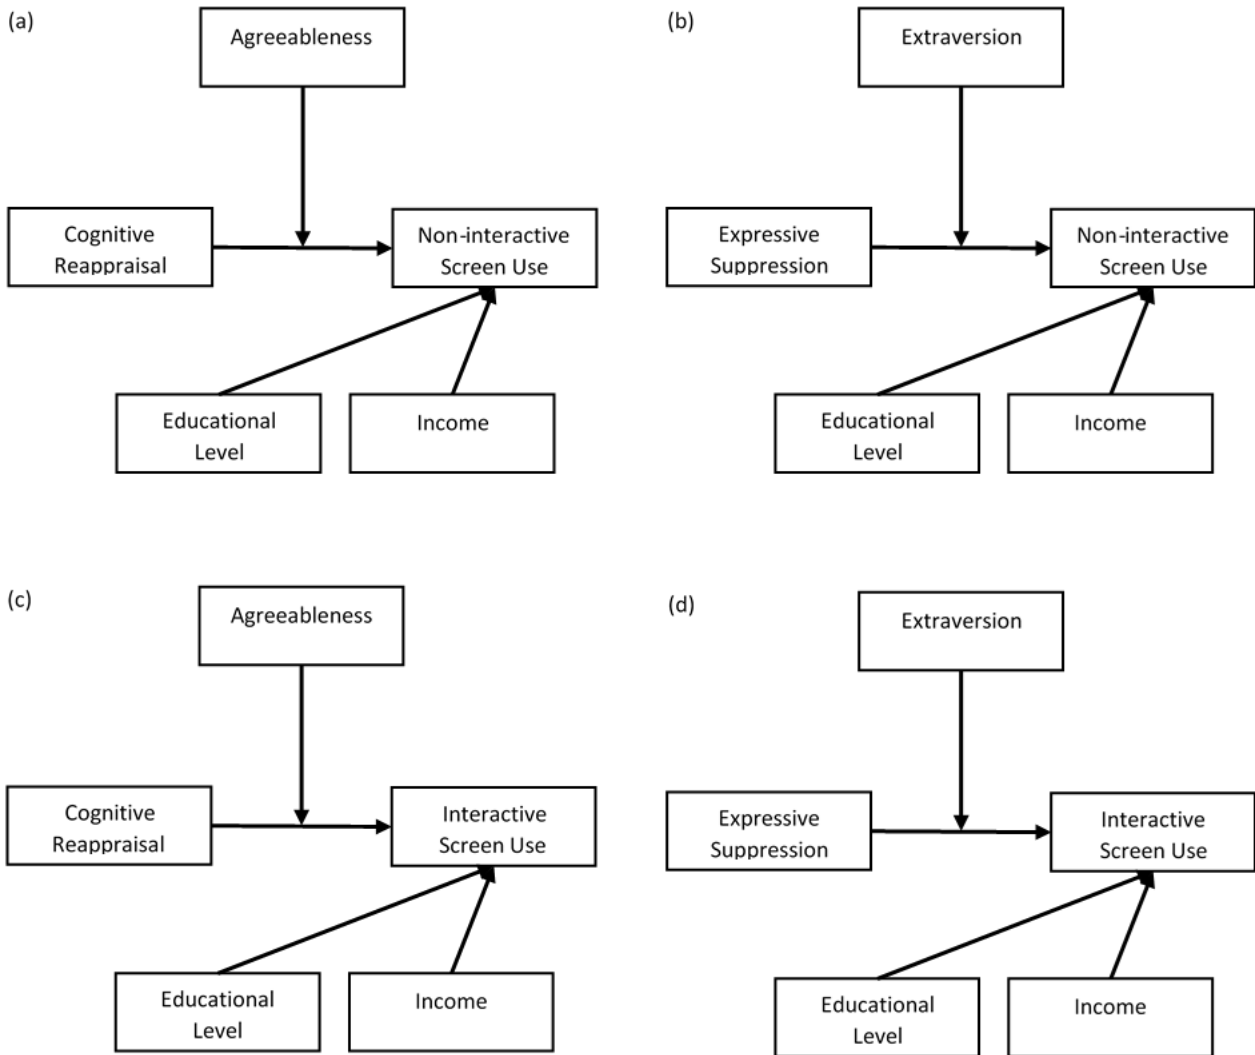 (a)
Agreeableness
Cognitive
Reappraisal
Non-interactive
Screen Use
Educational
Level
Income
(b)
Extraversion
Expressive
Suppression
Non-interactive
Screen Use
Educational
Level
Income
(c)
Agreeableness
Cognitive
Reappraisal
Interactive
Screen Use
Educational
Level
Income
(d)
Extraversion
Expressive
Suppression
Interactive
Screen Use
Educational
Level
Income